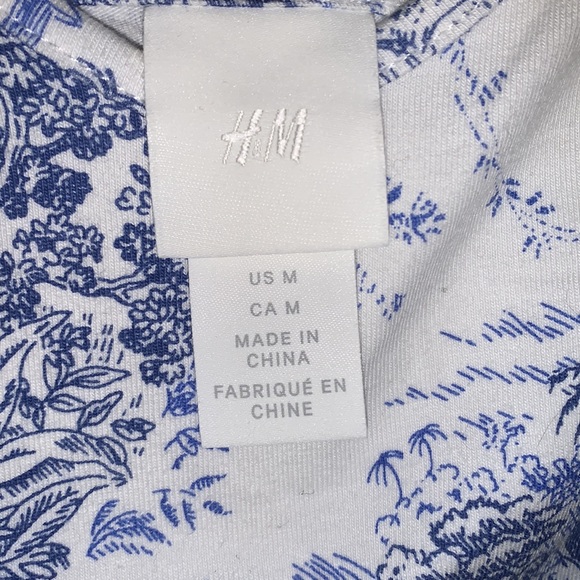 H&M
US M
CA M
MADE IN
CHINA
FABRIQUÉ EN
CHINE